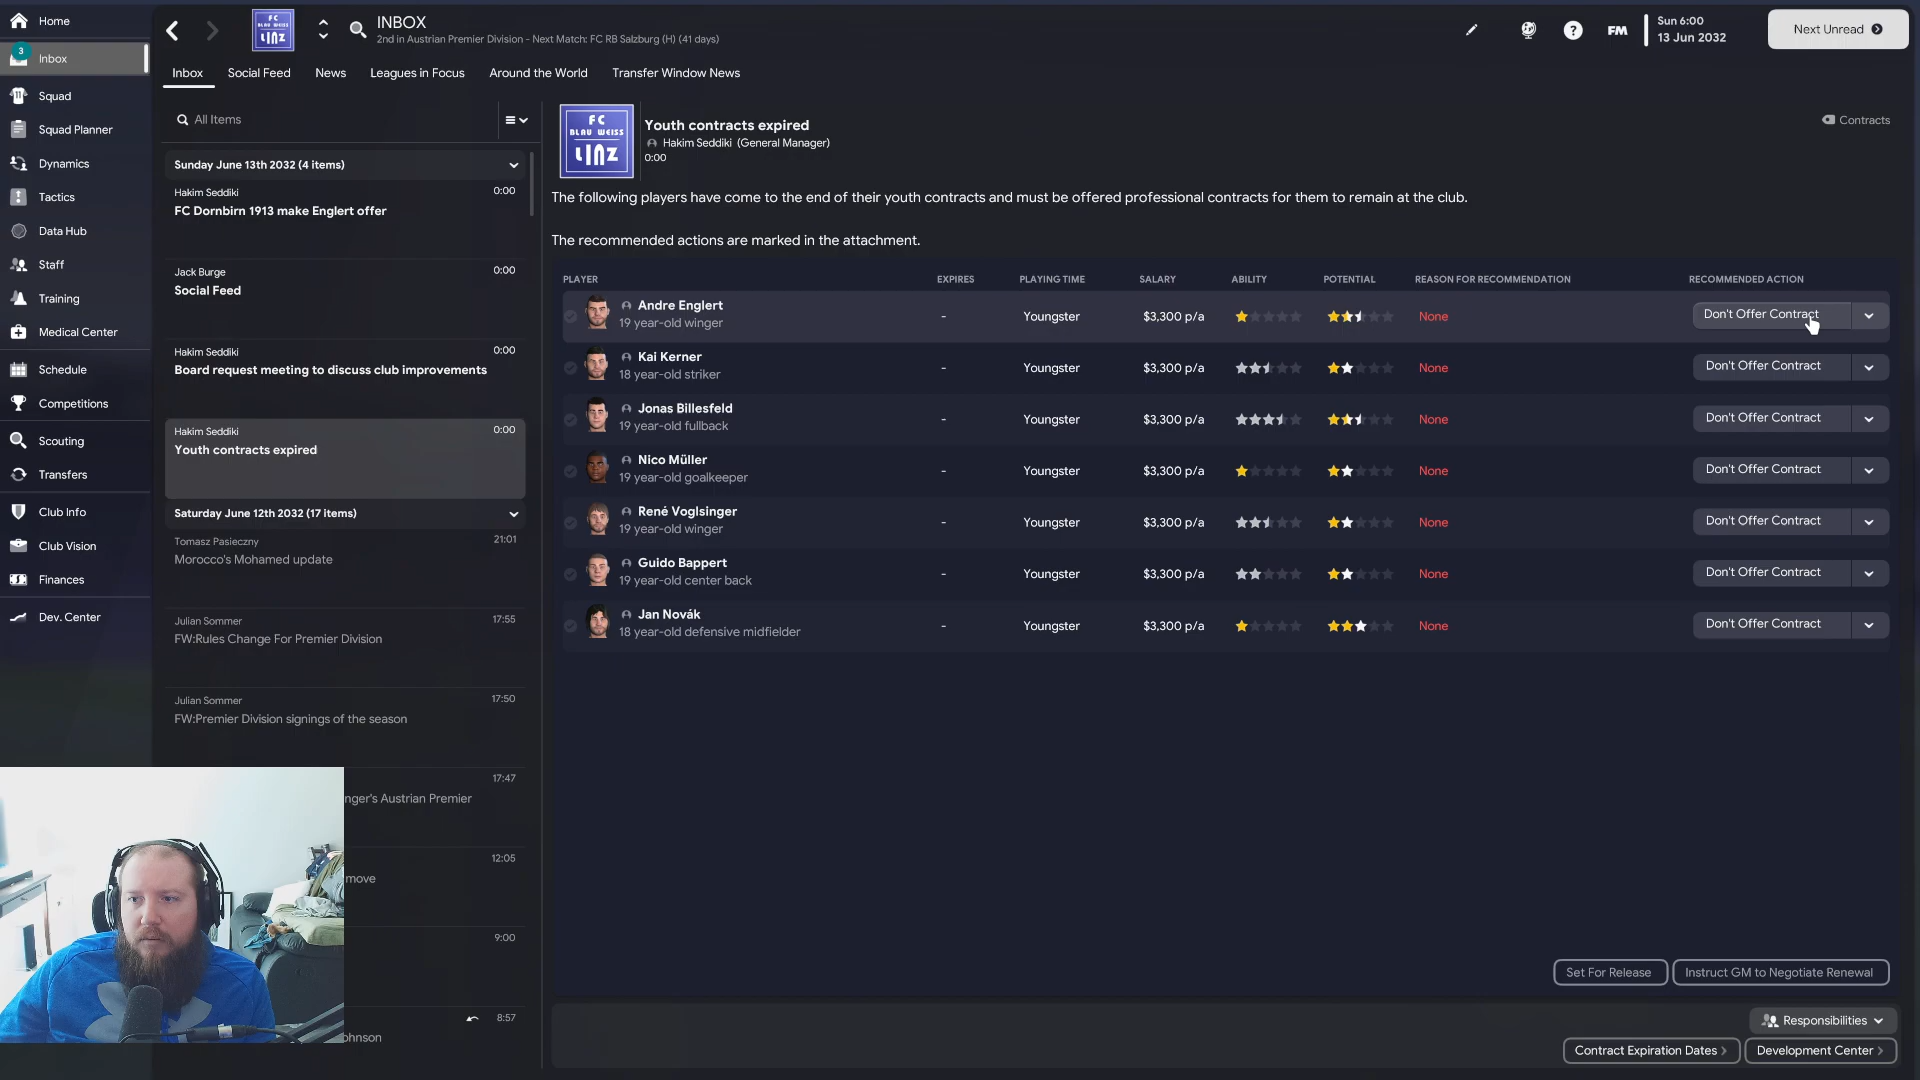 Home
3
Inbox
Squad
Squad Planner
Dynamics
Tactics
Data Hub
Staff
Training
Medical Center
Schedule
Competitions
Scouting
Transfers
Club Info
Club Vision
Finances
Dev. Center
FC
BLAU WEISS
LINZ
INBOX
2nd in Austrian Premier Division - Next Match: FC RB Salzburg (H) (41 days)
FM
Sun 6:00
13 Jun 2032
Next Unread
Inbox
Social Feed
News
Leagues in Focus
Around the World
Transfer Window News
All Items
Sunday June 13th 2032 (4 items)
Hakim Seddiki 0:00
FC Dornbirn 1913 make Englert offer
Jack Burge 0:00
Social Feed
Hakim Seddiki 0:00
Board request meeting to discuss club improvements
Hakim Seddiki 0:00
Youth contracts expired
Saturday June 12th 2032 (17 items)
Tomasz Pasieczny 21:01
Morocco's Mohamed update
Julian Sommer 17:55
FW:Rules Change For Premier Division
Julian Sommer 17:50
FW:Premier Division signings of the season
17:47
nger's Austrian Premier
12:05
move
9:00
8:57
ohnson
FC
BLAU WEISS
LINZ
Youth contracts expired
Hakim Seddiki (General Manager)
0:00
Contracts
The following players have come to the end of their youth contracts and must be offered professional contracts for them to remain at the club.
The recommended actions are marked in the attachment.
PLAYER EXPIRES PLAYING TIME SALARY ABILITY POTENTIAL REASON FOR RECOMMENDATION RECOMMENDED ACTION
Andre Englert
19 year-old winger
- Youngster $3,300 p/a None Don't Offer Contract
Kai Kerner
18 year-old striker
- Youngster $3,300 p/a None Don't Offer Contract
Jonas Billesfeld
19 year-old fullback
- Youngster $3,300 p/a None Don't Offer Contract
Nico Müller
19 year-old goalkeeper
- Youngster $3,300 p/a None Don't Offer Contract
René Voglsinger
19 year-old winger
- Youngster $3,300 p/a None Don't Offer Contract
Guido Bappert
19 year-old center back
- Youngster $3,300 p/a None Don't Offer Contract
Jan Novák
18 year-old defensive midfielder
- Youngster $3,300 p/a None Don't Offer Contract
Set For Release
Instruct GM to Negotiate Renewal
Responsibilities
Contract Expiration Dates
Development Center